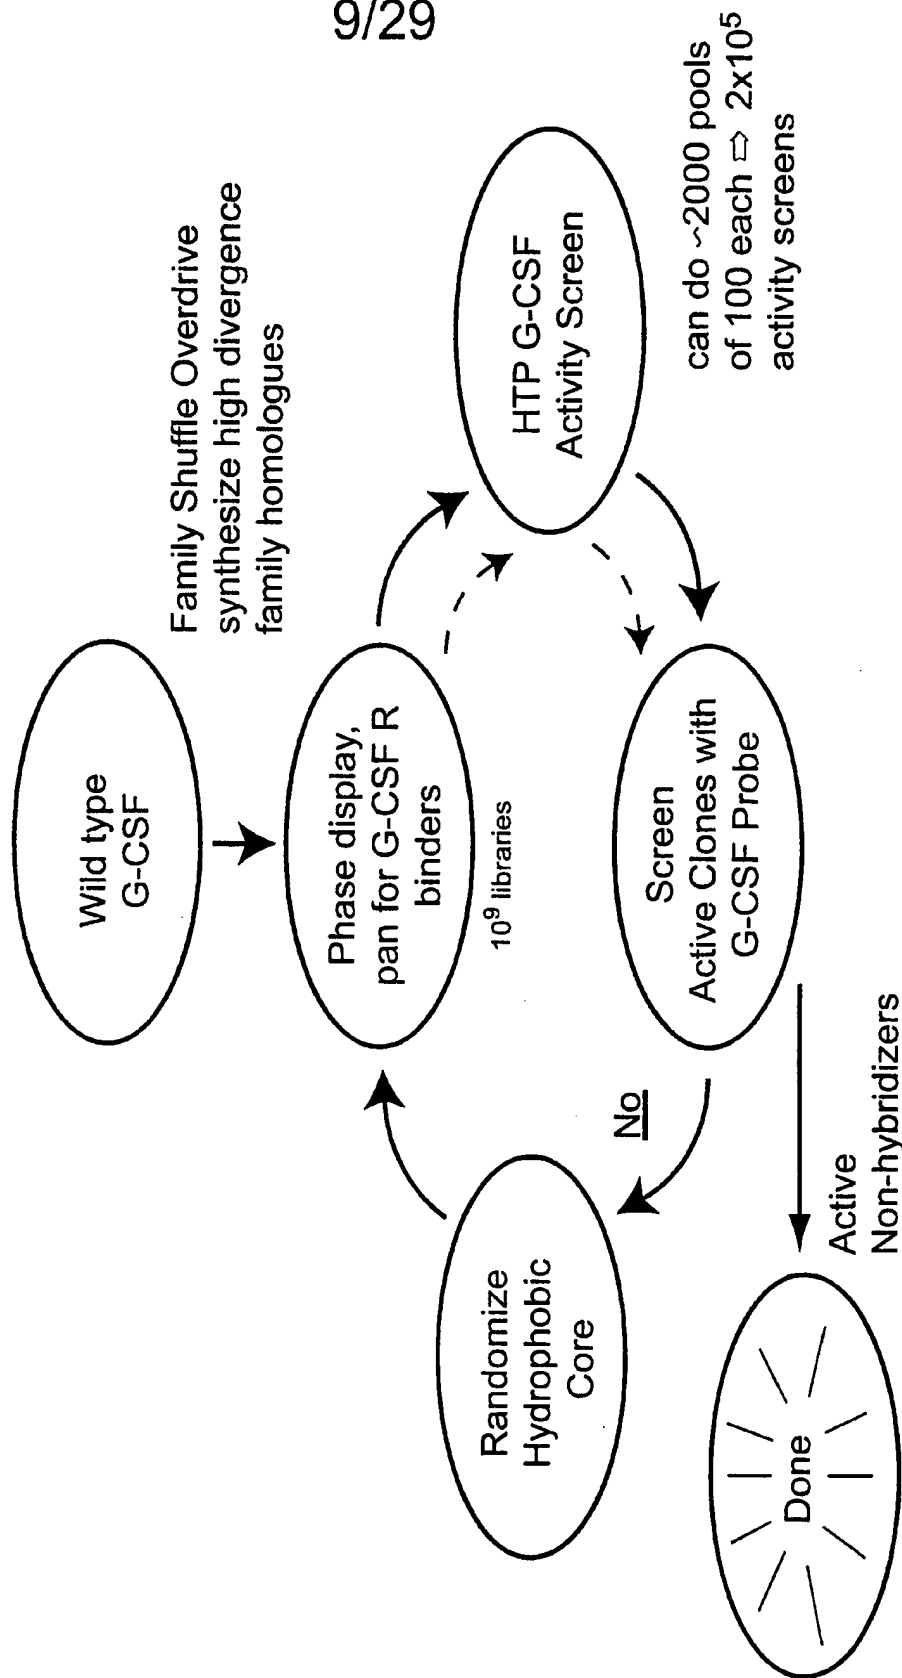 9/29
Wild type
G-CSF
Family Shuffle Overdrive
synthesize high divergence
family homologues
Phase display,
pan for G-CSF R
binders
10⁹ libraries
HTP G-CSF
Activity Screen
can do ~2000 pools
of 100 each ⇨ 2x10⁵
activity screens
Screen
Active Clones with
G-CSF Probe
No
Randomize
Hydrophobic
Core
Active
Non-hybridizers
Done